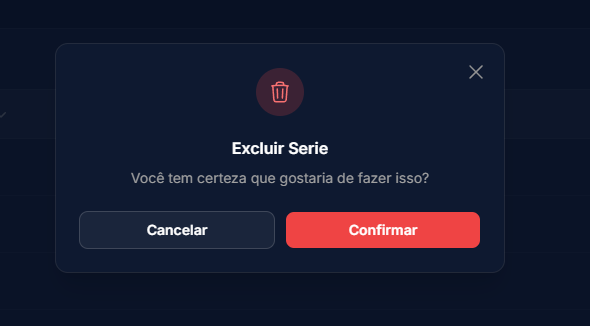 Excluir Serie
Você tem certeza que gostaria de fazer isso?
Cancelar
Confirmar